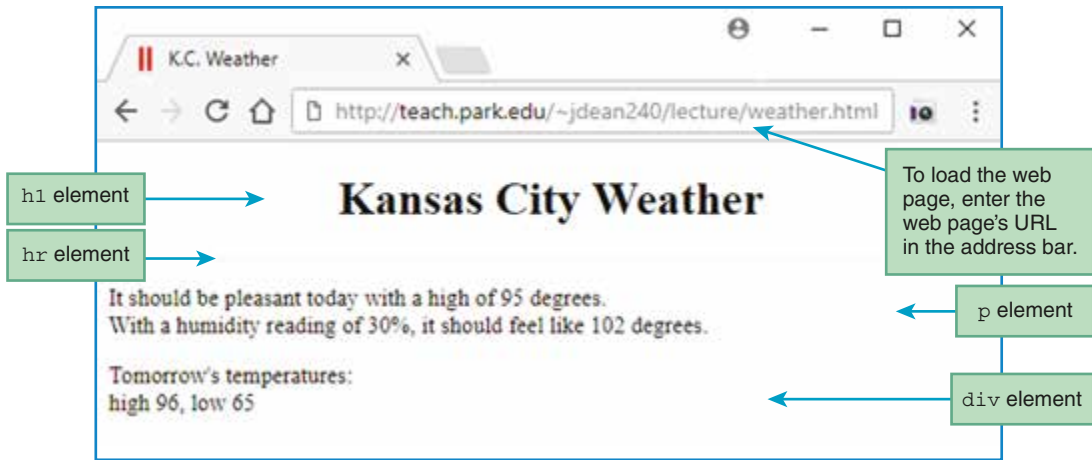 K.C. Weather
http://teach.park.edu/~jdean240/lecture/weather.html
To load the web
page, enter the
web page's URL
in the address bar.
h1 element
Kansas City Weather
hr element
It should be pleasant today with a high of 95 degrees.
With a humidity reading of 30%, it should feel like 102 degrees.
p element
Tomorrow's temperatures:
high 96, low 65
div element